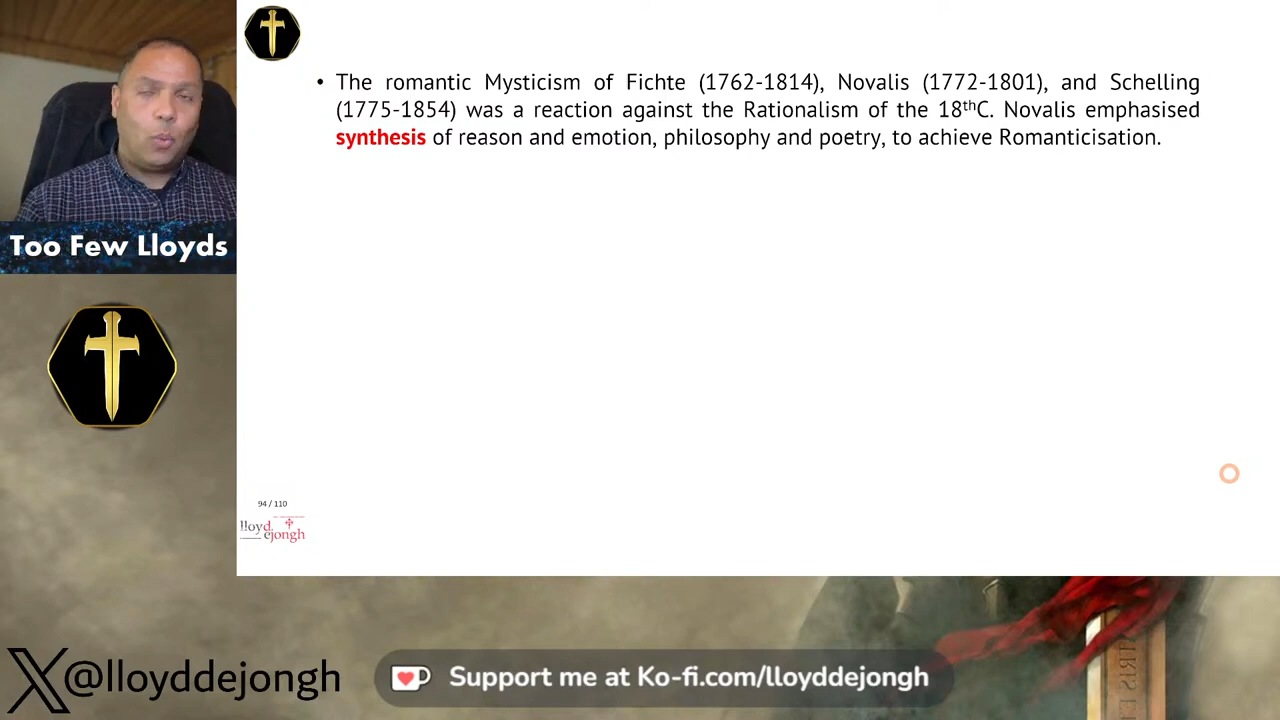 • The romantic Mysticism of Fichte (1762-1814), Novalis (1772-1801), and Schelling
(1775-1854) was a reaction against the Rationalism of the 18thC. Novalis emphasised
synthesis of reason and emotion, philosophy and poetry, to achieve Romanticisation.
Too Few Lloyds
94 / 110
lloyd
ejongh
X@lloyddejongh
Support me at Ko-fi.com/lloyddejongh